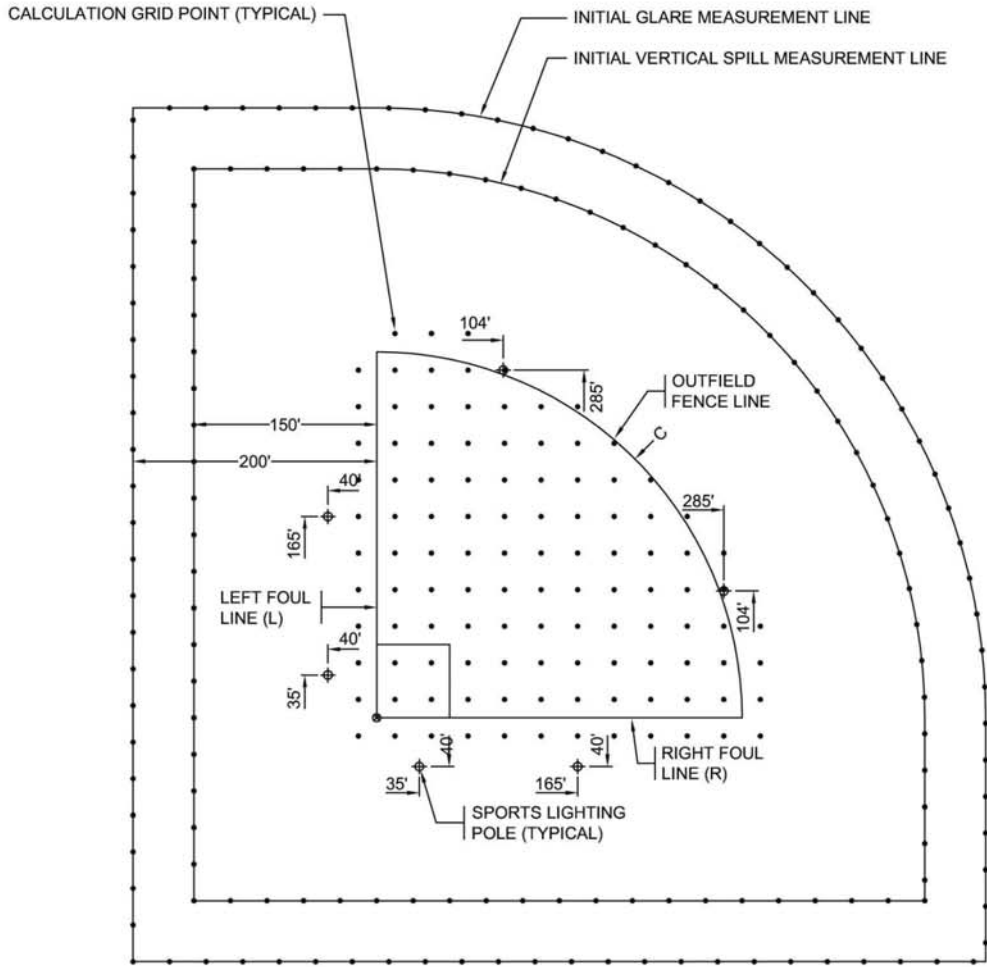 CALCULATION GRID POINT (TYPICAL)
INITIAL GLARE MEASUREMENT LINE
INITIAL VERTICAL SPILL MEASUREMENT LINE
104'
285'
OUTFIELD
FENCE LINE
C
150'
200'
40'
165'
285'
104'
LEFT FOUL
LINE (L)
40'
35'
40'
35'
40'
165'
RIGHT FOUL
LINE (R)
SPORTS LIGHTING
POLE (TYPICAL)